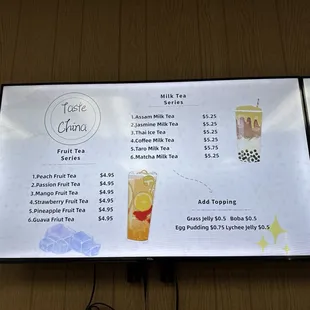 Taste
China
Fruit Tea
Series
1.Peach Fruit Tea $4.95
2.Passion Fruit Tea $4.95
3.Mango Fruit Tea $4.95
4.Strawberry Fruit Tea $4.95
5.Pineapple Fruit Tea $4.95
6.Guava Fruit Tea $4.95
Milk Tea
Series
1.Assam Milk Tea $5.25
2.Jasmine Milk Tea $5.25
3.Thai Ice Tea $5.25
4.Coffee Milk Tea $5.25
5.Taro Milk Tea $5.75
6.Matcha Milk Tea $6.25
Add Topping
Grass Jelly $0.5 Boba $0.5
Egg Pudding $0.75 Lychee Jelly $0.5